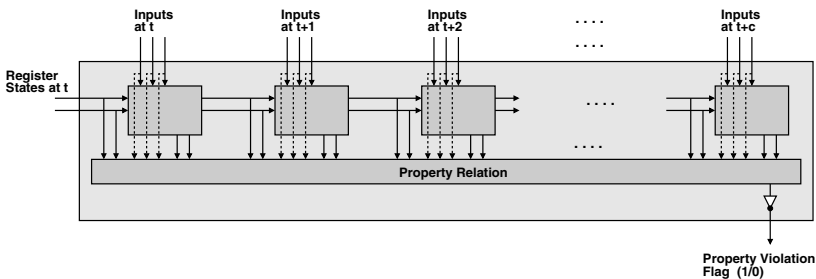 Inputs
at t
Inputs
at t+1
Inputs
at t+2
. . . .
. . . .
Inputs
at t+c
Register
States at t
. . . .
. . . .
Property Relation
Property Violation
Flag (1/0)